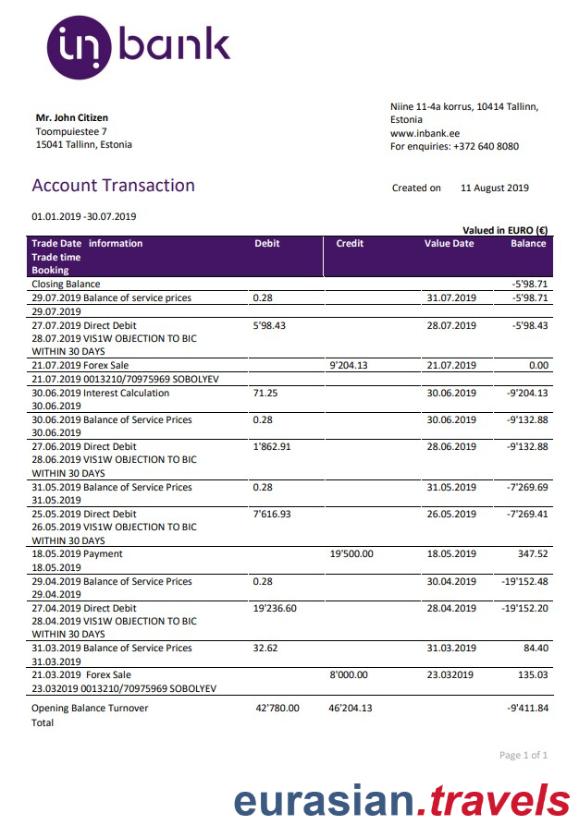 inbank
Niine 11-4a korrus, 10414 Tallinn,
Estonia
www.inbank.ee
For enquiries: +372 640 8080
Mr. John Citizen
Toompuiestee 7
15041 Tallinn, Estonia
Account Transaction
Created on 11 August 2019
01.01.2019 -30.07.2019
Valued in EURO (€)
Trade Date information Debit Credit Value Date Balance
Trade time
Booking
Closing Balance -5'98.71
29.07.2019 Balance of service prices 0.28 31.07.2019 -5'98.71
29.07.2019
27.07.2019 Direct Debit 5'98.43 28.07.2019 -5'98.43
28.07.2019 VIS1W OBJECTION TO BIC
WITHIN 30 DAYS
21.07.2019 Forex Sale 9'204.13 21.07.2019 0.00
21.07.2019 0013210/70975969 SOBOLYEV
30.06.2019 Interest Calculation 71.25 30.06.2019 -9'204.13
30.06.2019
30.06.2019 Balance of Service Prices 0.28 30.06.2019 -9'132.88
30.06.2019
27.06.2019 Direct Debit 1'862.91 28.06.2019 -9'132.88
28.06.2019 VIS1W OBJECTION TO BIC
WITHIN 30 DAYS
31.05.2019 Balance of Service Prices 0.28 31.05.2019 -7'269.69
31.05.2019
25.05.2019 Direct Debit 7'616.93 26.05.2019 -7'269.41
26.05.2019 VIS1W OBJECTION TO BIC
WITHIN 30 DAYS
18.05.2019 Payment 19'500.00 18.05.2019 347.52
18.05.2019
29.04.2019 Balance of Service Prices 0.28 30.04.2019 -19'152.48
29.04.2019
27.04.2019 Direct Debit 19'236.60 28.04.2019 -19'152.20
28.04.2019 VIS1W OBJECTION TO BIC
WITHIN 30 DAYS
31.03.2019 Balance of Service Prices 32.62 31.03.2019 84.40
31.03.2019
21.03.2019 Forex Sale 8'000.00 23.032019 135.03
23.032019 0013210/70975969 SOBOLYEV
Opening Balance Turnover 42'780.00 46'204.13 -9'411.84
Total
Page 1 of 1
eurasian.travels